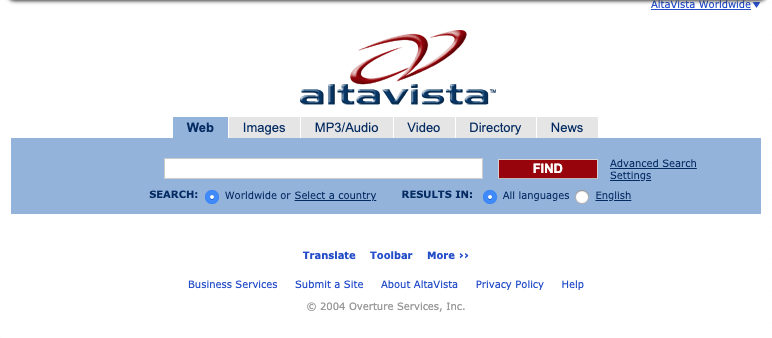 AltaVista Worldwide
altavista™
Web Images MP3/Audio Video Directory News
FIND Advanced Search
Settings
SEARCH: Worldwide or Select a country RESULTS IN: All languages English
Translate Toolbar More ››
Business Services Submit a Site About AltaVista Privacy Policy Help
© 2004 Overture Services, Inc.